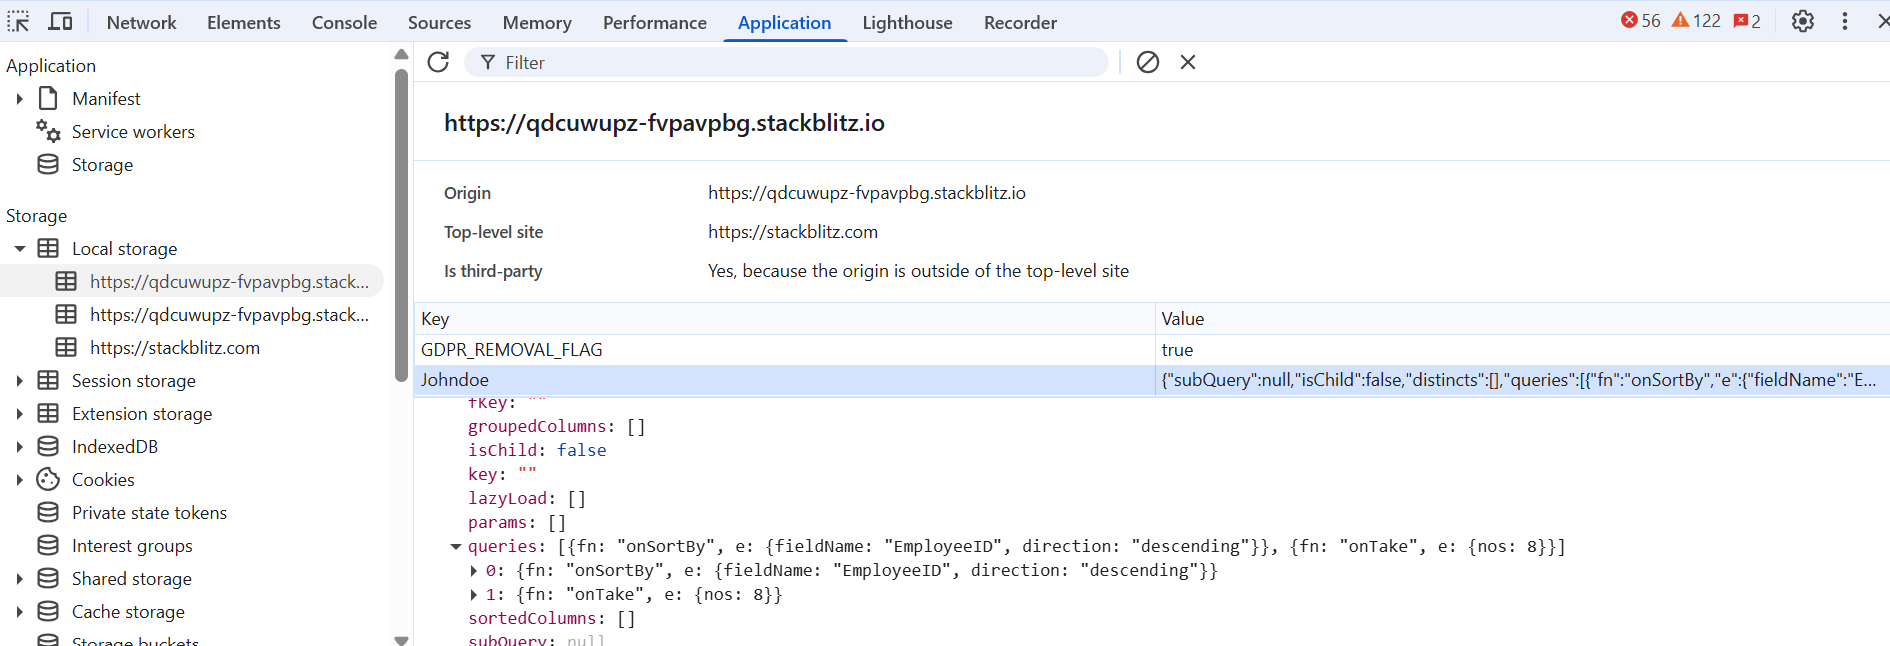 Network Elements Console Sources Memory Performance Application Lighthouse Recorder 56 122 2
Application
Manifest
Service workers
Storage
Storage
Local storage
https://qdcuwupz-fvpavpbg.stack...
https://qdcuwupz-fvpavpbg.stack...
https://stackblitz.com
Session storage
Extension storage
IndexedDB
Cookies
Private state tokens
Interest groups
Shared storage
Cache storage
Storage buckets
Filter
https://qdcuwupz-fvpavpbg.stackblitz.io
Origin https://qdcuwupz-fvpavpbg.stackblitz.io
Top-level site https://stackblitz.com
Is third-party Yes, because the origin is outside of the top-level site
Key Value
GDPR_REMOVAL_FLAG true
Johndoe {"subQuery":null,"isChild":false,"distincts":[],"queries":[{"fn":"onSortBy","e":{"fieldName":"E...
fKey: ""
groupedColumns: []
isChild: false
key: ""
lazyLoad: []
params: []
queries: [{fn: "onSortBy", e: {fieldName: "EmployeeID", direction: "descending"}}, {fn: "onTake", e: {nos: 8}}]
0: {fn: "onSortBy", e: {fieldName: "EmployeeID", direction: "descending"}}
1: {fn: "onTake", e: {nos: 8}}
sortedColumns: []
subQuery: null